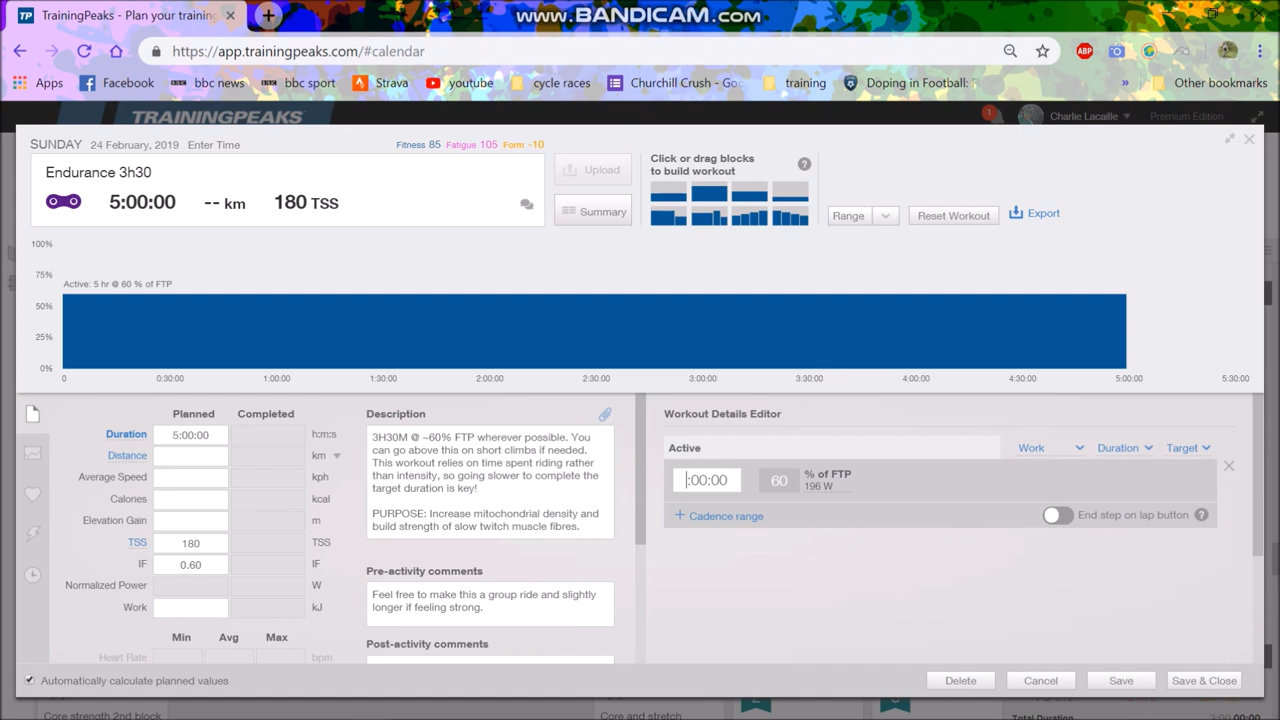 www.BANDICAM.com
TrainingPeaks - Plan your training
https://app.trainingpeaks.com/#calendar
Apps Facebook bbc news bbc sport Strava youtube cycle races Churchill Crush - Goo training Doping in Football: » Other bookmarks
TRAININGPEAKS 1 Charlie Lacaille Premium Edition
SUNDAY 24 February, 2019 Enter Time Fitness 85 Fatigue 105 Form -10
Endurance 3h30
5:00:00 -- km 180 TSS
Upload
Summary
Click or drag blocks
to build workout
Range Reset Workout Export
100%
75%
50%
25%
0%
Active: 5 hr @ 60 % of FTP
0 0:30:00 1:00:00 1:30:00 2:00:00 2:30:00 3:00:00 3:30:00 4:00:00 4:30:00 5:00:00 5:30:00
Planned Completed
Duration 5:00:00 h:m:s
Distance km
Average Speed kph
Calories kcal
Elevation Gain m
TSS 180 TSS
IF 0.60 IF
Normalized Power W
Work kJ
Min Avg Max
Heart Rate bpm
Description
3H30M @ ~60% FTP wherever possible. You
can go above this on short climbs if needed.
This workout relies on time spent riding rather
than intensity, so going slower to complete the
target duration is key!
PURPOSE: Increase mitochondrial density and
build strength of slow twitch muscle fibres.
Pre-activity comments
Feel free to make this a group ride and slightly
longer if feeling strong.
Post-activity comments
Workout Details Editor
Active Work Duration Target
:00:00 60 % of FTP
196 W
+ Cadence range End step on lap button ?
Automatically calculate planned values Delete Cancel Save Save & Close
Core strength 2nd block Core and stretch Total Duration